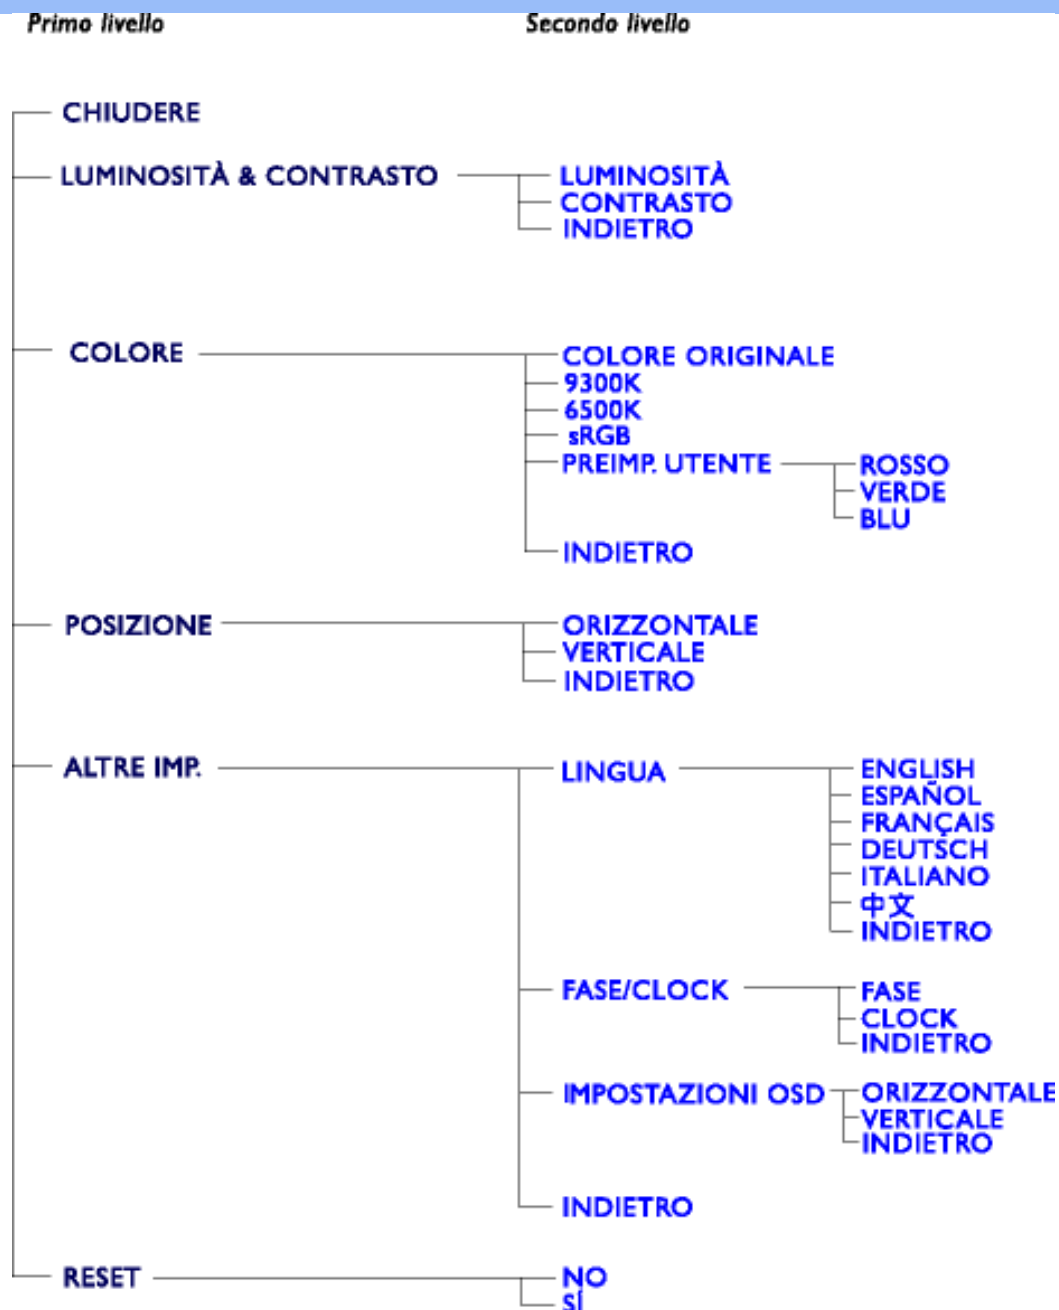 Primo livello Secondo livello
CHIUDERE
LUMINOSITÀ & CONTRASTO LUMINOSITÀ
CONTRASTO
INDIETRO
COLORE COLORE ORIGINALE
9300K
6500K
sRGB
PREIMP. UTENTE ROSSO
VERDE
BLU
INDIETRO
POSIZIONE ORIZZONTALE
VERTICALE
INDIETRO
ALTRE IMP. LINGUA ENGLISH
ESPAÑOL
FRANÇAIS
DEUTSCH
ITALIANO
中文
INDIETRO
FASE/CLOCK FASE
CLOCK
INDIETRO
IMPOSTAZIONI OSD ORIZZONTALE
VERTICALE
INDIETRO
INDIETRO
RESET NO
SÍ